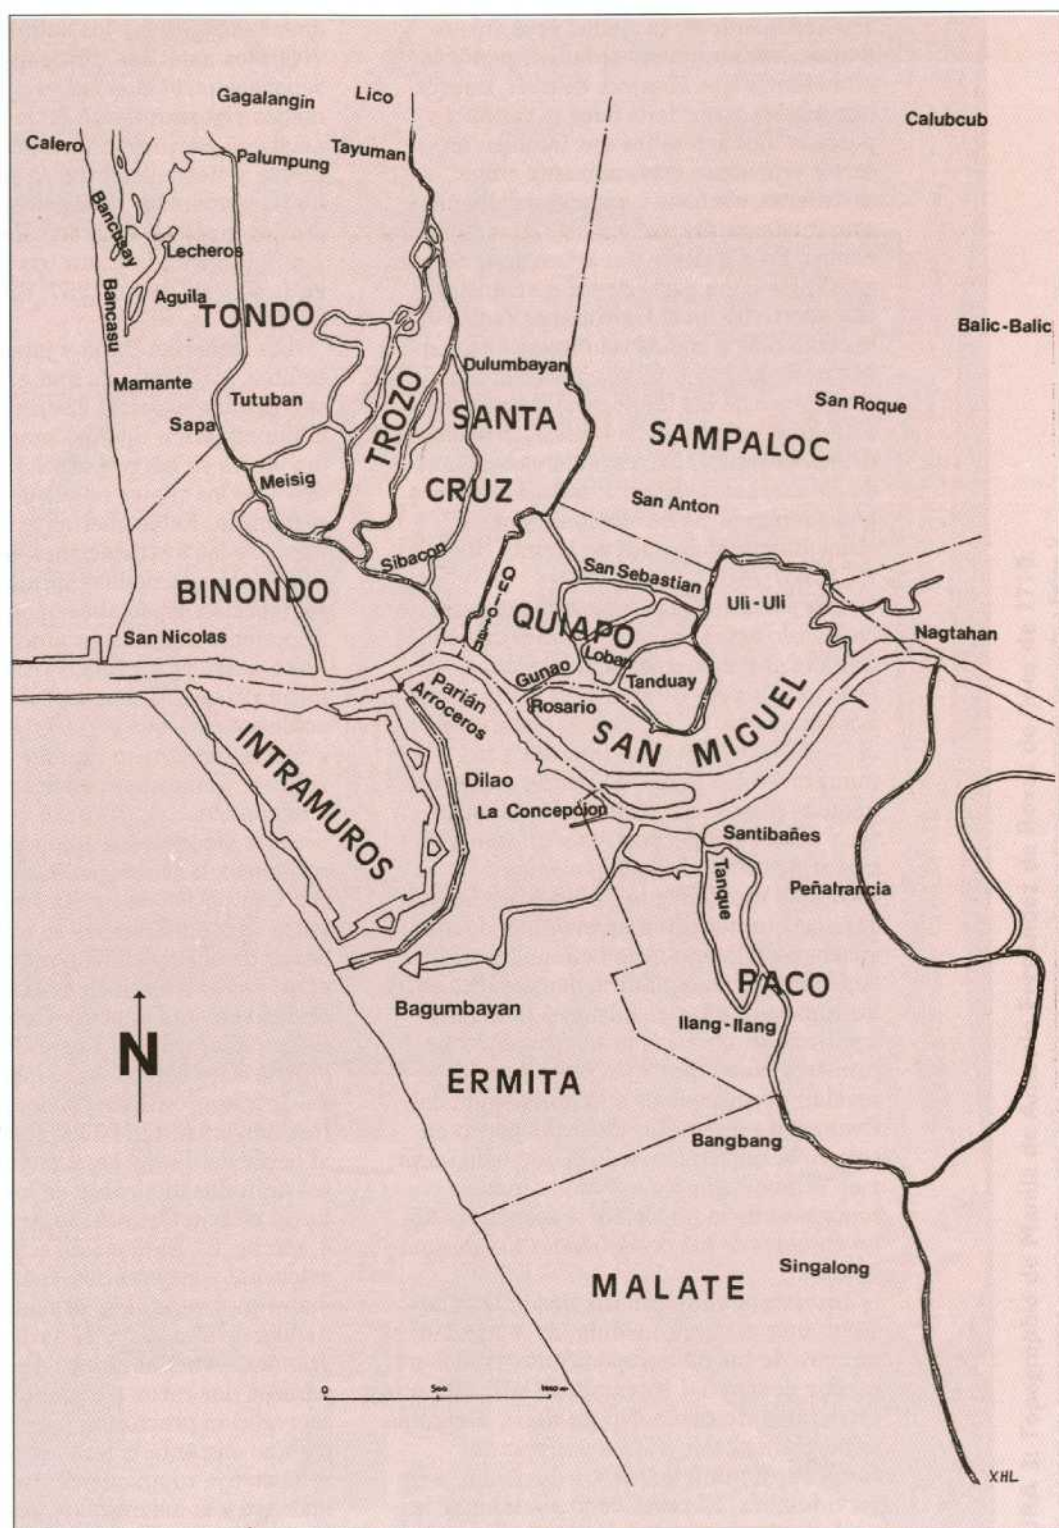 Gagalangin
Lico
Calubcub
Calero
Palumpung
Tayuman
Bancusay
Lecheros
Bancasu
Aguila
TONDO
Balic-Balic
Mamante
Dulumbayan
Tutuban
TROZO
SANTA
San Roque
Sapa
SAMPALOC
Meisig
CRUZ
San Anton
Sibacon
San Sebastian
BINONDO
Quiotan
QUIAPO
Uli-Uli
San Nicolas
Nagtahan
Loban
Gunao
Tanduay
Parián
Arroceros
Rosario
SAN MIGUEL
INTRAMUROS
Dilao
La Concepcion
Santibañes
Tanque
Peñafrancia
PACO
Bagumbayan
Ilang-Ilang
N
ERMITA
Bangbang
Singalong
MALATE
0 500
XHL